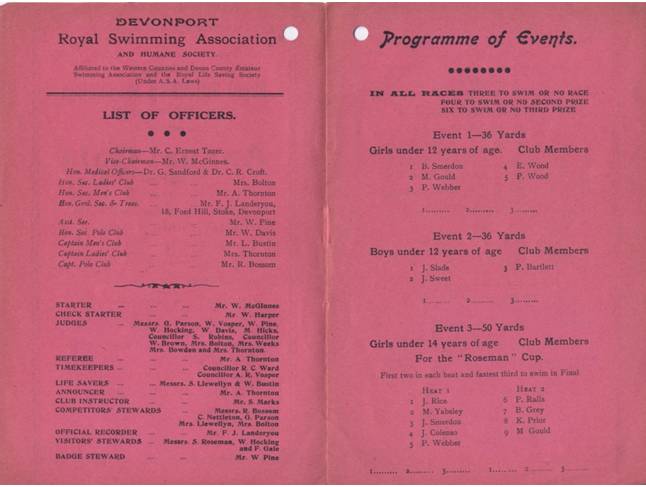 DEVONPORT
Royal Swimming Association
AND HUMANE SOCIETY.
Affiliated to the Western Counties and Devon County Amateur
Swimming Association and the Royal Life Saving Society
(Under A.S.A. Laws)
LIST OF OFFICERS.
Chairman—Mr. C. Ernest Tozer.
Vice-Chairman—Mr. W. McGinnes.
Hon. Medical Officers—Dr. G. Sandford & Dr. C. R. Croft.
Hon. Sec. Ladies' Club ... ... Mrs. Bolton
Hon. Sec. Men's Club ... ... Mr. A. Thornton
Hon. Genl. Sec. & Treas. ... Mr. F. J. Landeryou,
18, Ford Hill, Stoke, Devonport
Asst. Sec. ... ... Mr. W. Pine
Hon. Sec. Polo Club ... ... Mr. W. Davis
Captain Men's Club ... ... Mr. L. Bustin
Captain Ladies' Club ... ... Mrs. Thornton
Capt. Polo Club ... ... Mr. R. Bossom
STARTER ... ... ... Mr. W. McGinnes
CHECK STARTER ... ... Mr. W. Harper
JUDGES ... Messrs. G. Parson, W. Vosper, W. Pine,
W. Hocking, W. Davis, M. Hicks,
Councillor S. Rubins, Councillor
W. Brown, Mrs. Bolton, Mrs. Weeks
Mrs. Bowden and Mrs. Thornton
REFEREE ... ... ... Mr. A Thornton
TIMEKEEPERS ... ... Councillor R. C. Ward
Councillor A. R. Vosper
LIFE SAVERS ... Messrs. S. Llewellyn & W. Bustin
ANNOUNCER ... ... ... Mr. A. Thornton
CLUB INSTRUCTOR ... ... Mr. S. Marks
COMPETITORS' STEWARDS ... Messrs. R. Bossom
C. Nettleton, G. Parson
Mrs. Llewellyn, Mrs. Bolton
OFFICIAL RECORDER ... Mr. F. J. Landeryou
VISITORS' STEWARDS ... Messrs. S. Roseman, W. Hocking
and F. Gale
BADGE STEWARD ... ... Mr. W Pine
Programme of Events.
IN ALL RACES THREE TO SWIM OR NO RACE
FOUR TO SWIM OR NO SECOND PRIZE
SIX TO SWIM OR NO THIRD PRIZE
Event 1—36 Yards
Girls under 12 years of age. Club Members
1 B. Smerdon 4 E. Wood
2 M. Gould 5 P. Wood
3 P. Webber
1......... 2......... 3.........
Event 2—36 Yards
Boys under 12 years of age Club Members
1 J. Slade 3 P. Bartlett
2 J. Sweet
1......... 2......... 3.........
Event 3—50 Yards
Girls under 14 years of age Club Members
For the "Roseman" Cup.
First two in each heat and fastest third to swim in Final
HEAT 1 HEAT 2
1 J. Rice 6 P. Ralls
2 M. Yabsley 7 B. Grey
3 J. Smerdon 8 K. Prior
4 J. Colenso 9 M Gould
5 P. Webber
1......... 2......... 3......... 1......... 2......... 3.........